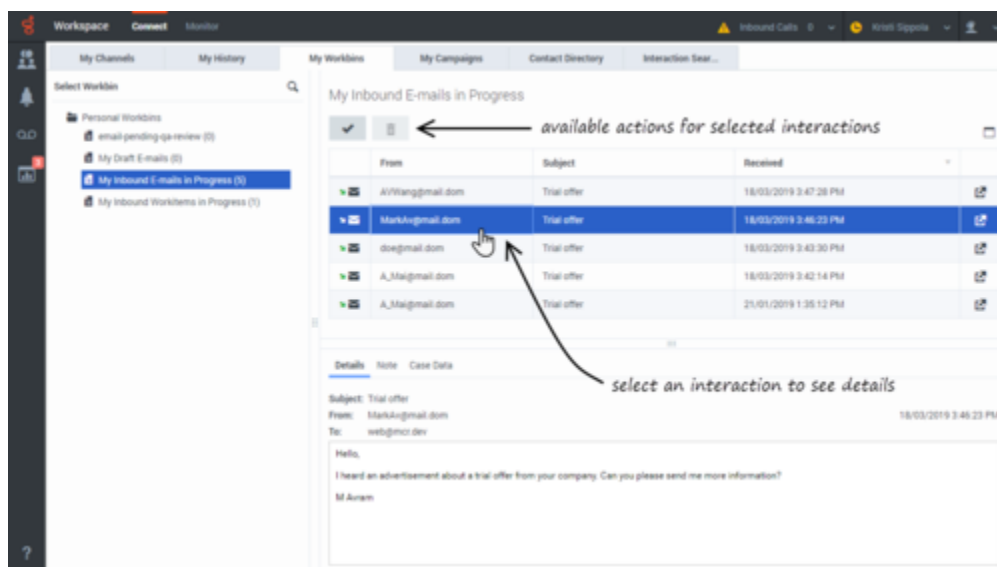 Workspace Connect Monitor Inbound Calls 0 Kristi Sippola
My Channels My History My Workbins My Campaigns Contact Directory Interaction Sear...
Select Workbin
My Inbound E-mails in Progress
Personal Workbins
available actions for selected interactions
email-pending-qa-review (0)
My Draft E-mails (0)
From Subject Received
My Inbound E-mails in Progress (5)
AVWang@mail.dom Trial offer 18/03/2019 3:47:28 PM
My Inbound Workitems in Progress (1)
MarkAv@mail.dom Trial offer 18/03/2019 3:46:23 PM
doe@mail.dom Trial offer 18/03/2019 3:43:30 PM
A_Mai@mail.dom Trial offer 18/03/2019 3:42:14 PM
A_Mai@mail.dom Trial offer 21/01/2019 1:35:12 PM
Details Note Case Data
select an interaction to see details
Subject: Trial offer
From: MarkAv@mail.dom 18/03/2019 3:46:23 PM
To: web@mcr.dev
Hello,
I heard an advertisement about a trial offer from your company. Can you please send me more information?
M Avram
?